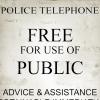 POLICE TELEPHONE
FREE
FOR USE OF
PUBLIC
ADVICE & ASSISTANCE